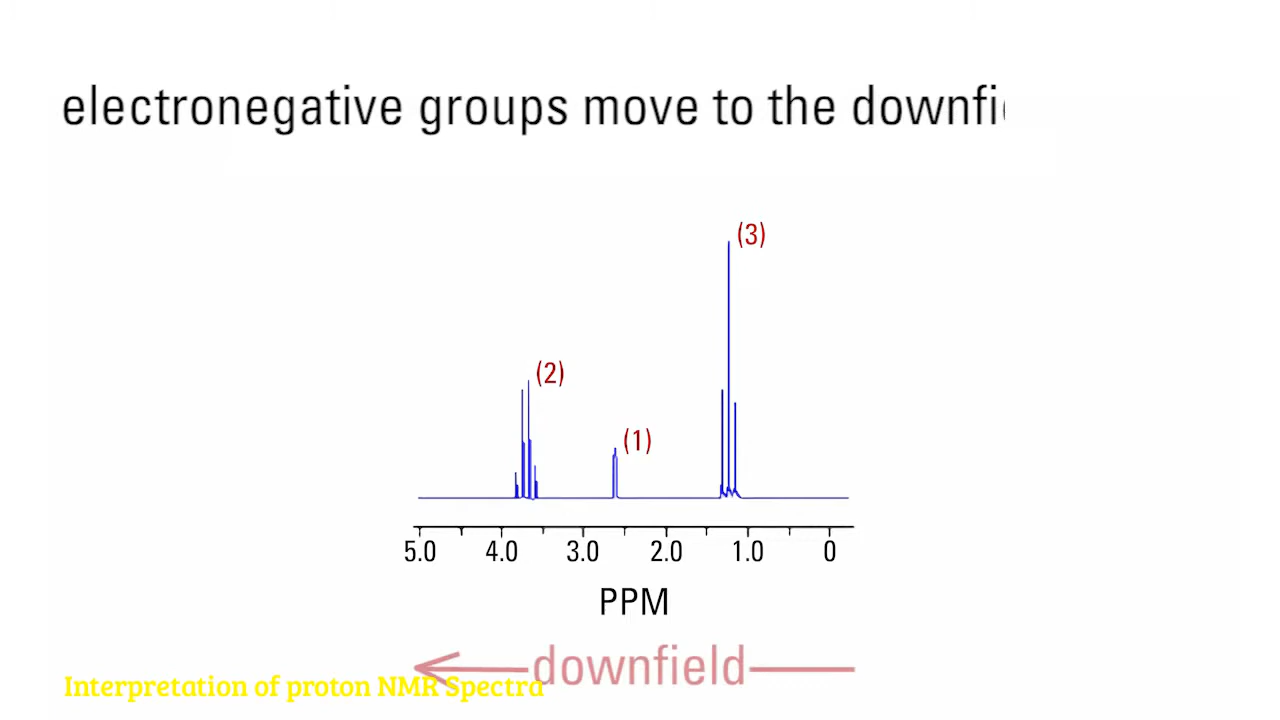 electronegative groups move to the
(3)
(2)
(1)
5.0 4.0 3.0 2.0 1.0 0
PPM
downfield
Interpretation of proton NMR Spectra